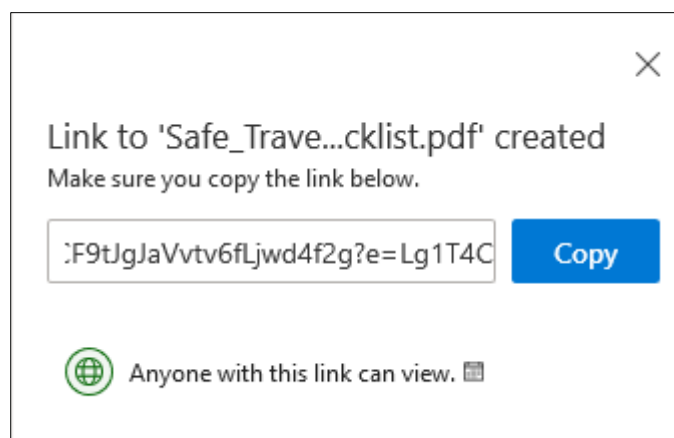 Link to 'Safe_Trave...cklist.pdf' created
Make sure you copy the link below.
:F9tJgJaVvtv6fLjwd4f2g?e=Lg1T4C Copy
Anyone with this link can view.